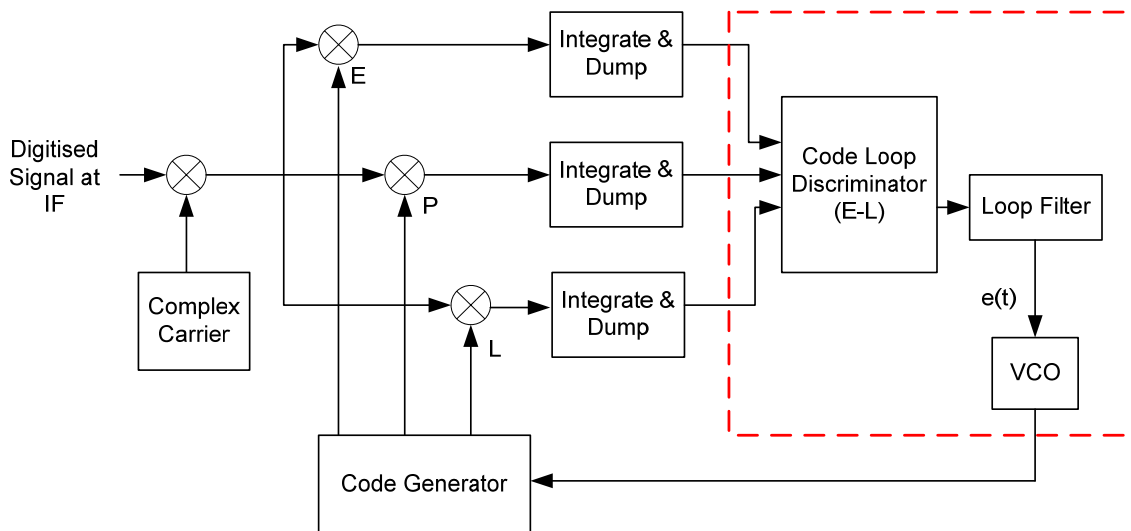 Integrate &
Dump
E
Digitised
Signal at
IF
P
Integrate &
Dump
Code Loop
Discriminator
(E-L)
Loop Filter
Complex
Carrier
L
Integrate &
Dump
e(t)
VCO
Code Generator